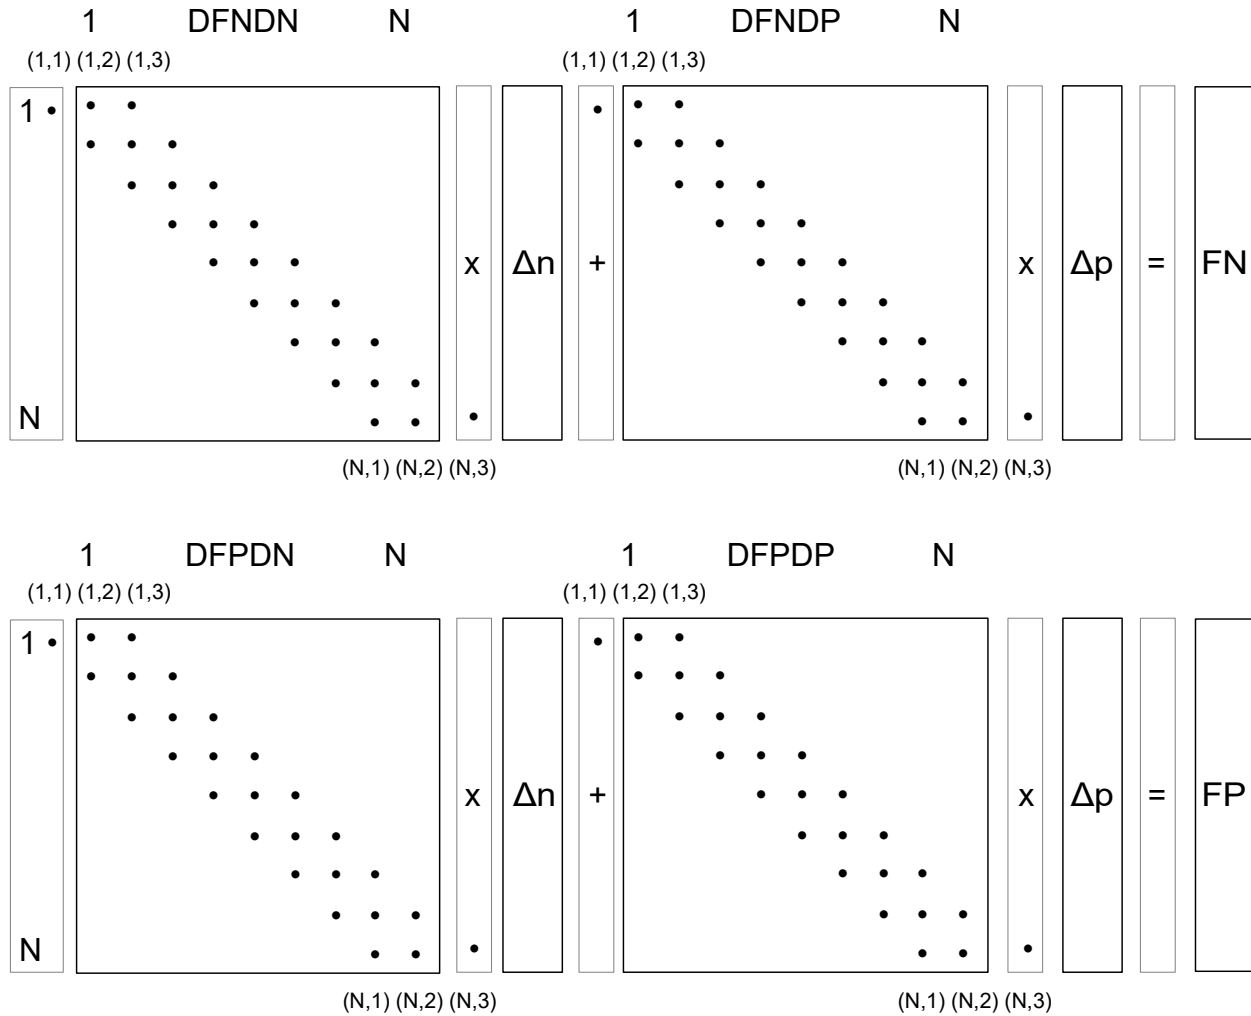 1 DFNDN N 1 DFNDP N
(1,1) (1,2) (1,3) (1,1) (1,2) (1,3)
1
x Δn + x Δp = FN
N
(N,1) (N,2) (N,3) (N,1) (N,2) (N,3)
1 DFPDN N 1 DFPDP N
(1,1) (1,2) (1,3) (1,1) (1,2) (1,3)
1
x Δn + x Δp = FP
N
(N,1) (N,2) (N,3) (N,1) (N,2) (N,3)